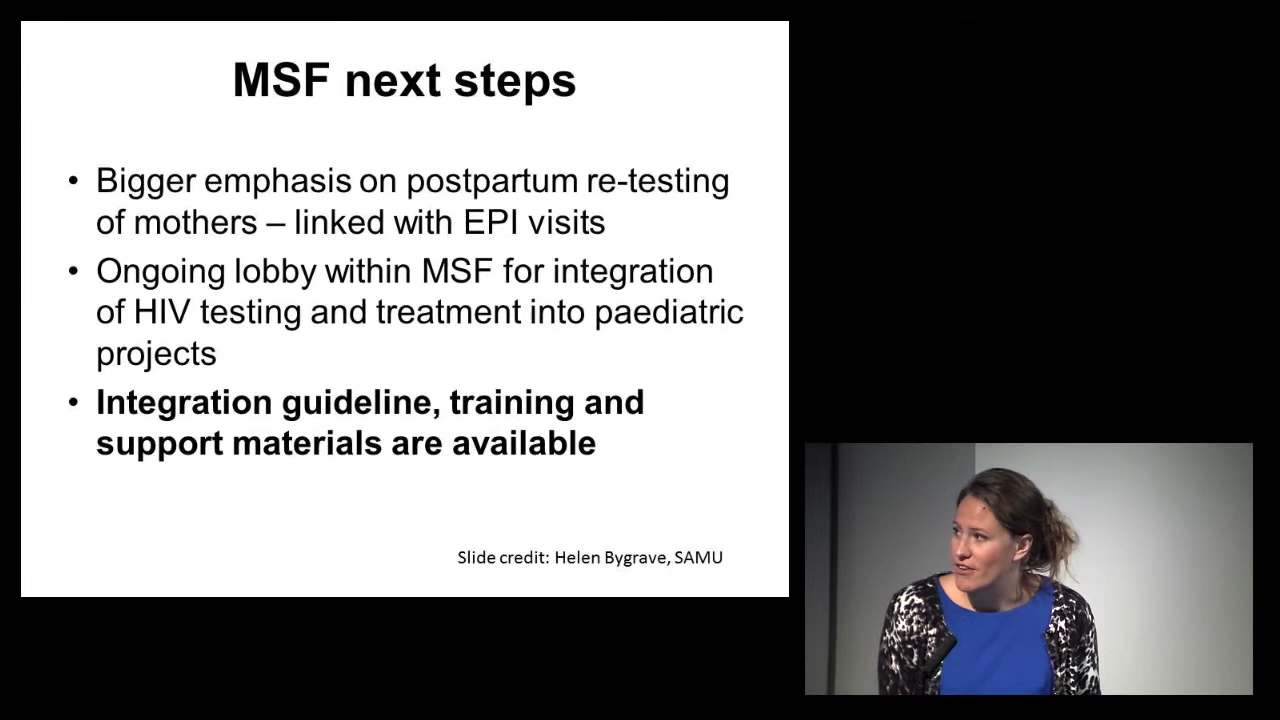 MSF next steps
• Bigger emphasis on postpartum re-testing
of mothers – linked with EPI visits
• Ongoing lobby within MSF for integration
of HIV testing and treatment into paediatric
projects
• Integration guideline, training and
support materials are available
Slide credit: Helen Bygrave, SAMU